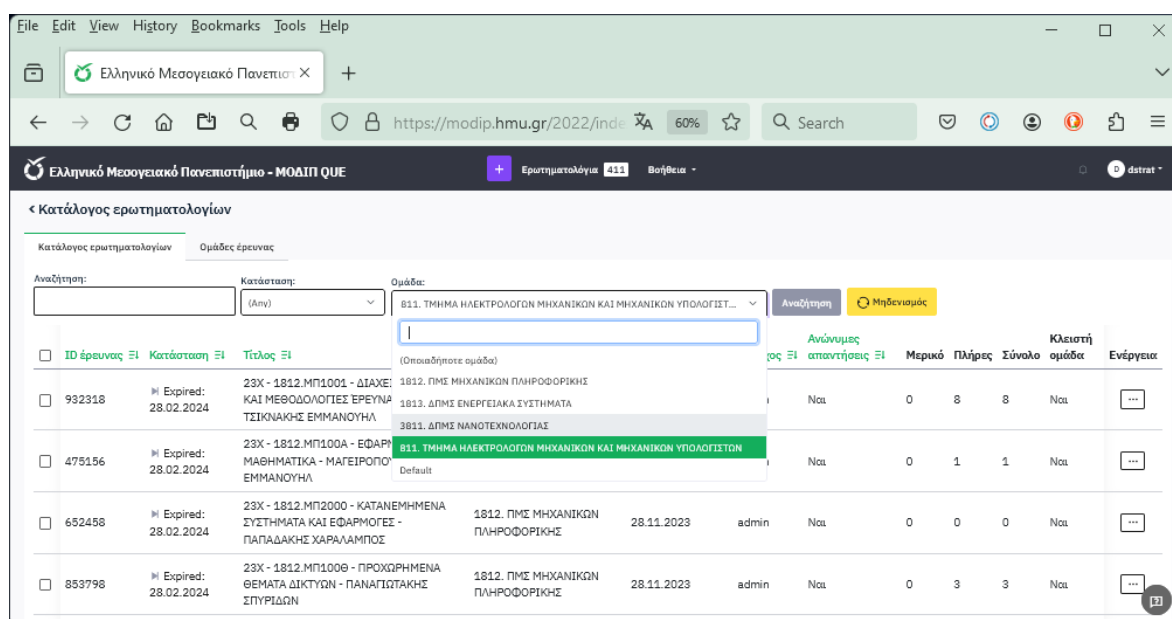 File Edit View History Bookmarks Tools Help
Ελληνικό Μεσογειακό Πανεπιστ
https://modip.hmu.gr/2022/inde 60% Search
Ελληνικό Μεσογειακό Πανεπιστήμιο - ΜΟΔΙΠ QUE + Ερωτηματολόγια 411 Βοήθεια D dstrat
Κατάλογος ερωτηματολογίων
Κατάλογος ερωτηματολογίων Ομάδες έρευνας
Αναζήτηση: Κατάσταση: Ομάδα:
(Any) 811. ΤΜΗΜΑ ΗΛΕΚΤΡΟΛΟΓΩΝ ΜΗΧΑΝΙΚΩΝ ΚΑΙ ΜΗΧΑΝΙΚΩΝ ΥΠΟΛΟΓΙΣΤ... Αναζήτηση Μηδενισμός
(Οποιαδήποτε ομάδα)
1812. ΠΜΣ ΜΗΧΑΝΙΚΩΝ ΠΛΗΡΟΦΟΡΙΚΗΣ
1813. ΔΠΜΣ ΕΝΕΡΓΕΙΑΚΑ ΣΥΣΤΗΜΑΤΑ
3811. ΔΠΜΣ ΝΑΝΟΤΕΧΝΟΛΟΓΙΑΣ
811. ΤΜΗΜΑ ΗΛΕΚΤΡΟΛΟΓΩΝ ΜΗΧΑΝΙΚΩΝ ΚΑΙ ΜΗΧΑΝΙΚΩΝ ΥΠΟΛΟΓΙΣΤΩΝ
Default
ID έρευνας Κατάσταση Τίτλος χος Ανώνυμες απαντήσεις Μερικό Πλήρες Σύνολο Κλειστή ομάδα Ενέργεια
932318 Expired: 23X - 1812.ΜΠ1001 - ΔΙΑΧΕΙ Ναι 0 8 8 Ναι ...
28.02.2024 ΚΑΙ ΜΕΘΟΔΟΛΟΓΙΕΣ ΈΡΕΥΝΑ
ΤΣΙΚΝΑΚΗΣ ΕΜΜΑΝΟΥΗΛ
475156 Expired: 23X - 1812.ΜΠ100Α - ΕΦΑΡΜ Ναι 0 1 1 Ναι ...
28.02.2024 ΜΑΘΗΜΑΤΙΚΑ - ΜΑΓΕΙΡΟΠΟ
ΕΜΜΑΝΟΥΗΛ
652458 Expired: 23X - 1812.ΜΠ2000 - ΚΑΤΑΝΕΜΗΜΕΝΑ 1812. ΠΜΣ ΜΗΧΑΝΙΚΩΝ 28.11.2023 admin Ναι 0 0 0 Ναι ...
28.02.2024 ΣΥΣΤΗΜΑΤΑ ΚΑΙ ΕΦΑΡΜΟΓΕΣ - ΠΛΗΡΟΦΟΡΙΚΗΣ
ΠΑΠΑΔΑΚΗΣ ΧΑΡΑΛΑΜΠΟΣ
853798 Expired: 23X - 1812.ΜΠ100Θ - ΠΡΟΧΩΡΗΜΕΝΑ 1812. ΠΜΣ ΜΗΧΑΝΙΚΩΝ 28.11.2023 admin Ναι 0 3 3 Ναι ...
28.02.2024 ΘΕΜΑΤΑ ΔΙΚΤΥΩΝ - ΠΑΝΑΓΙΩΤΑΚΗΣ ΠΛΗΡΟΦΟΡΙΚΗΣ
ΣΠΥΡΙΔΩΝ